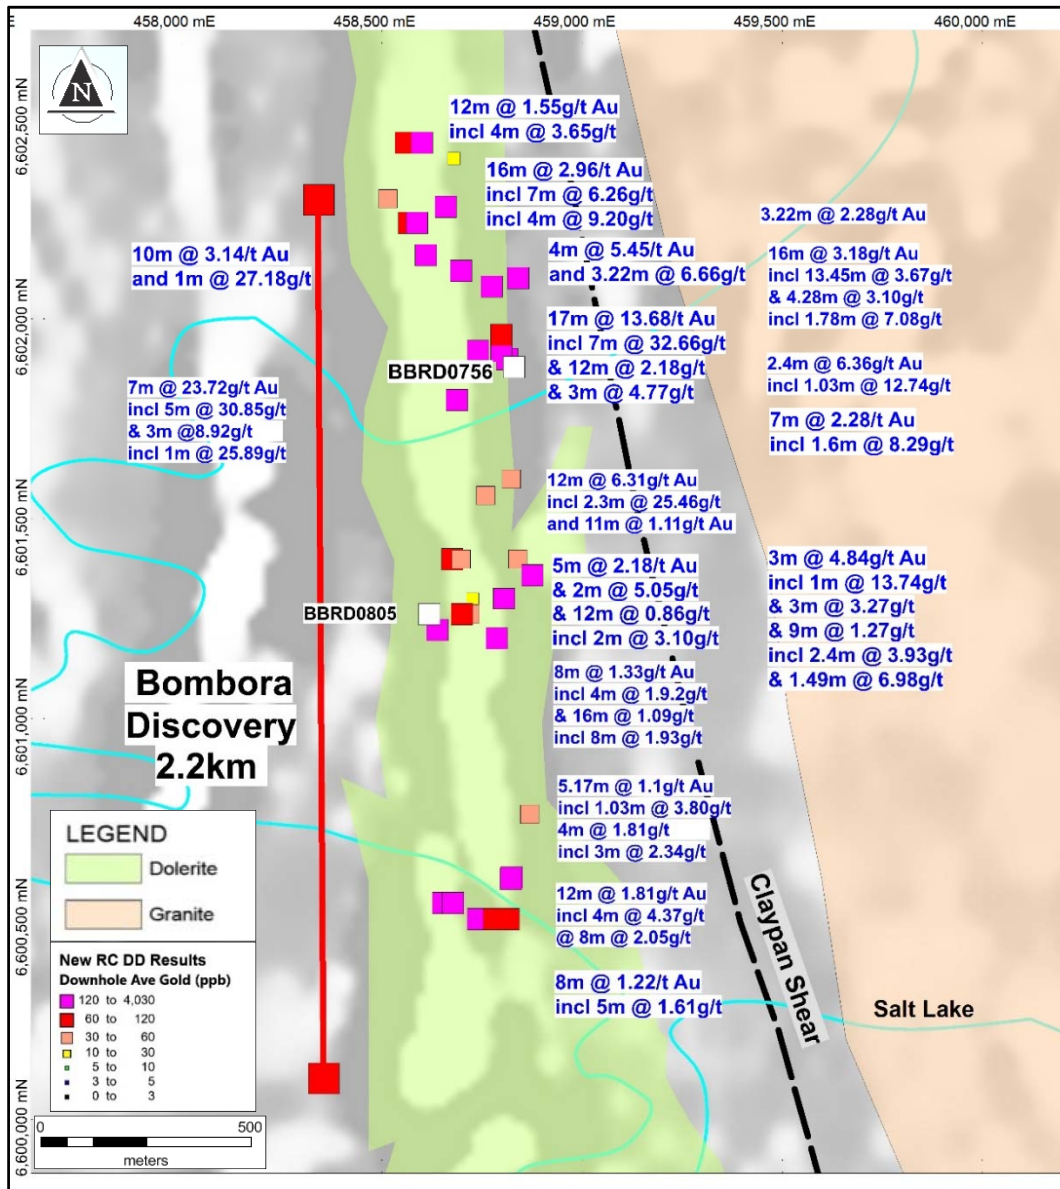 E
458,000 mE
458,500 mE
459,000 mE
459,500 mE
460,000 mE
6,602,500 mN
6,602,000 mN
6,601,500 mN
6,601,000 mN
6,600,500 mN
6,600,000 mN
N
12m @ 1.55g/t Au
incl 4m @ 3.65g/t
16m @ 2.96/t Au
incl 7m @ 6.26g/t
incl 4m @ 9.20g/t
3.22m @ 2.28g/t Au
10m @ 3.14/t Au
and 1m @ 27.18g/t
4m @ 5.45/t Au
and 3.22m @ 6.66g/t
16m @ 3.18g/t Au
incl 13.45m @ 3.67g/t
& 4.28m @ 3.10g/t
incl 1.78m @ 7.08g/t
17m @ 13.68/t Au
incl 7m @ 32.66g/t
& 12m @ 2.18g/t
& 3m @ 4.77g/t
BBRD0756
2.4m @ 6.36g/t Au
incl 1.03m @ 12.74g/t
7m @ 23.72g/t Au
incl 5m @ 30.85g/t
& 3m @8.92g/t
incl 1m @ 25.89g/t
7m @ 2.28/t Au
incl 1.6m @ 8.29g/t
12m @ 6.31g/t Au
incl 2.3m @ 25.46g/t
and 11m @ 1.11g/t Au
5m @ 2.18/t Au
& 2m @ 5.05g/t
& 12m @ 0.86g/t
incl 2m @ 3.10g/t
3m @ 4.84g/t Au
incl 1m @ 13.74g/t
& 3m @ 3.27g/t
& 9m @ 1.27g/t
incl 2.4m @ 3.93g/t
& 1.49m @ 6.98g/t
BBRD0805
Bombora
Discovery
2.2km
8m @ 1.33g/t Au
incl 4m @ 1.9.2g/t
& 16m @ 1.09g/t
incl 8m @ 1.93g/t
5.17m @ 1.1g/t Au
incl 1.03m @ 3.80g/t
4m @ 1.81g/t
incl 3m @ 2.34g/t
12m @ 1.81g/t Au
incl 4m @ 4.37g/t
@ 8m @ 2.05g/t
8m @ 1.22/t Au
incl 5m @ 1.61g/t
Claypan Shear
Salt Lake
LEGEND
Dolerite
Granite
New RC DD Results
Downhole Ave Gold (ppb)
120 to 4,030
60 to 120
30 to 60
10 to 30
5 to 10
3 to 5
0 to 3
0 500
meters